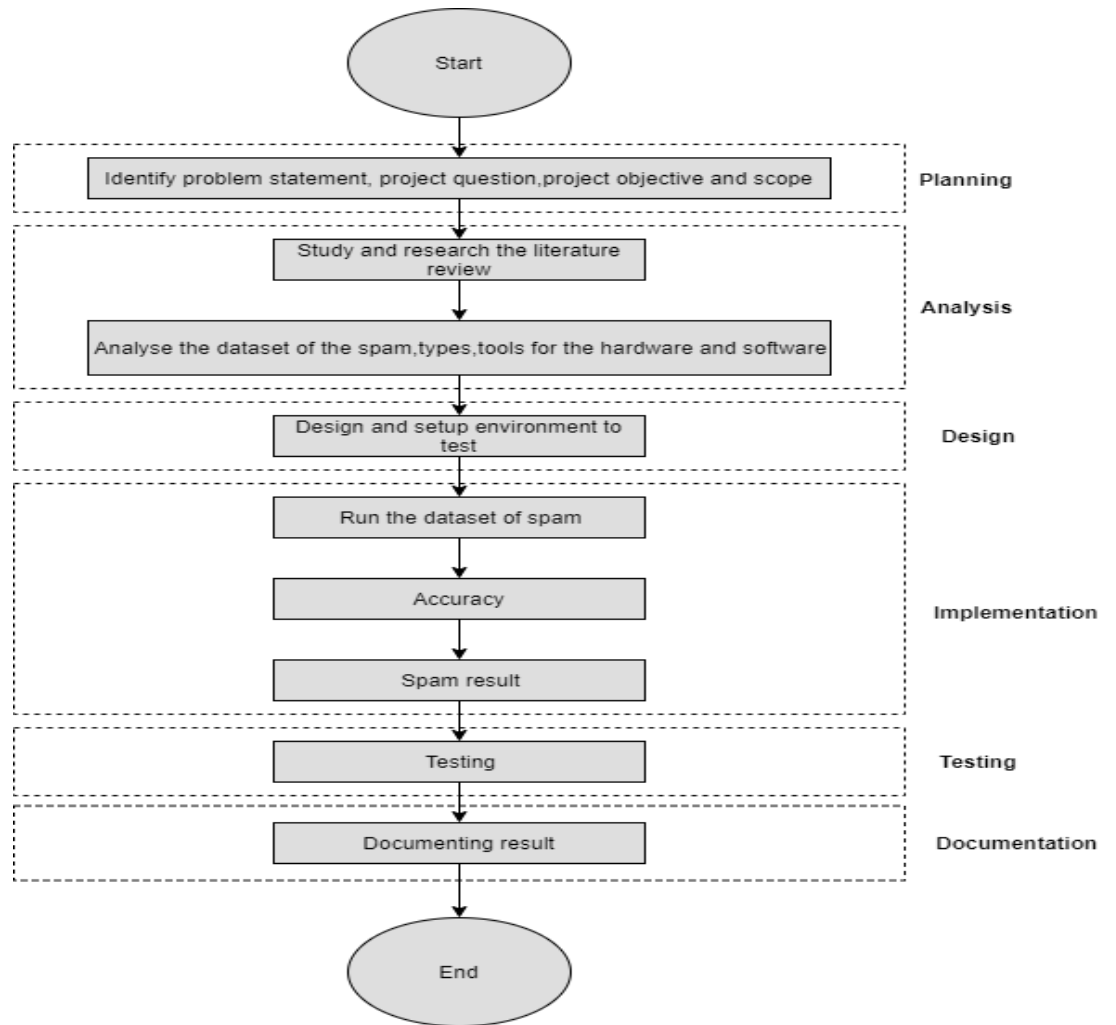 Start
Identify problem statement, project question,project objective and scope
Planning
Study and research the literature
review
Analysis
Analyse the dataset of the spam,types,tools for the hardware and software
Design and setup environment to
test
Design
Run the dataset of spam
Accuracy
Implementation
Spam result
Testing
Testing
Documenting result
Documentation
End